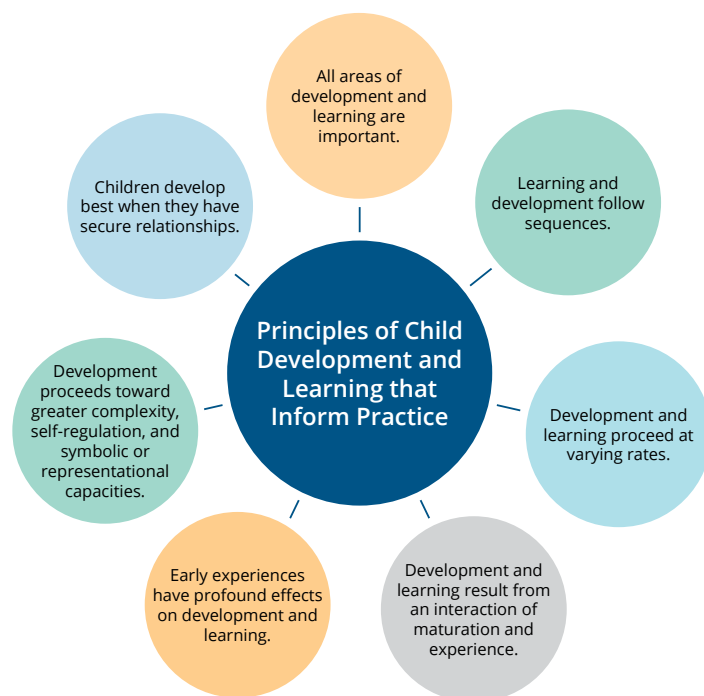 All areas of
development and
learning are
important.
Learning and
development follow
sequences.
Development and
learning proceed at
varying rates.
Development and
learning result from
an interaction of
maturation and
experience.
Early experiences
have profound effects
on development and
learning.
Development
proceeds toward
greater complexity,
self-regulation, and
symbolic or
representational
capacities.
Children develop
best when they have
secure relationships.
Principles of Child
Development and
Learning that
Inform Practice